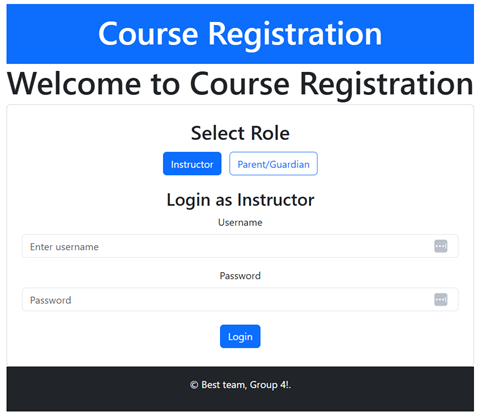 Course Registration
Welcome to Course Registration
Select Role
Instructor Parent/Guardian
Login as Instructor
Username
Enter username
Password
Password
Login
© Best team, Group 4!.